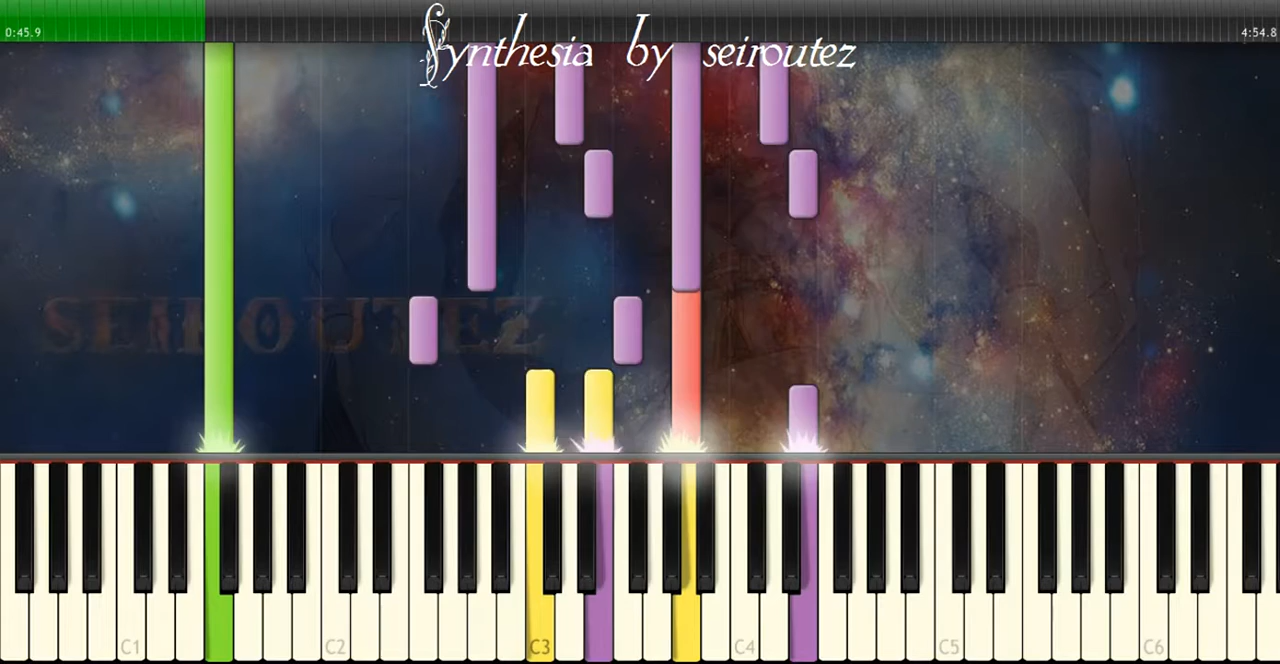 Synthesia by seiroutez
0:45.9
4:54.8
SEIROUTEZ
C1 C2 C3 C4 C5 C6